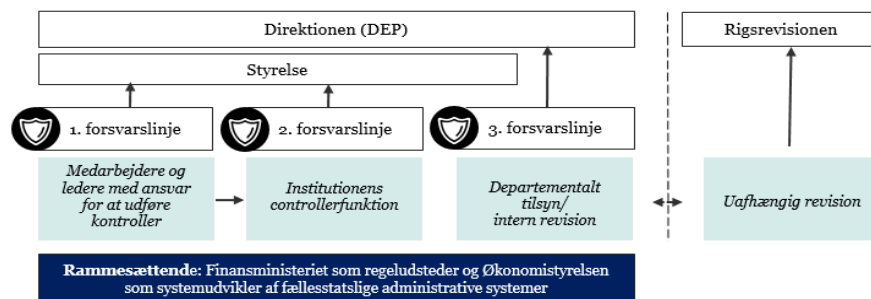 Direktionen (DEP)
Rigsrevisionen
Styrelse
1. forsvarslinje
2. forsvarslinje
3. forsvarslinje
Medarbejdere og
ledere med ansvar
for at udføre
kontroller
Institutionens
controllerfunktion
Departementalt
tilsyn/
intern revision
Uafhængig revision
Rammesættende: Finansministeriet som regeludsteder og Økonomistyrelsen
som systemudvikler af fællesstatslige administrative systemer